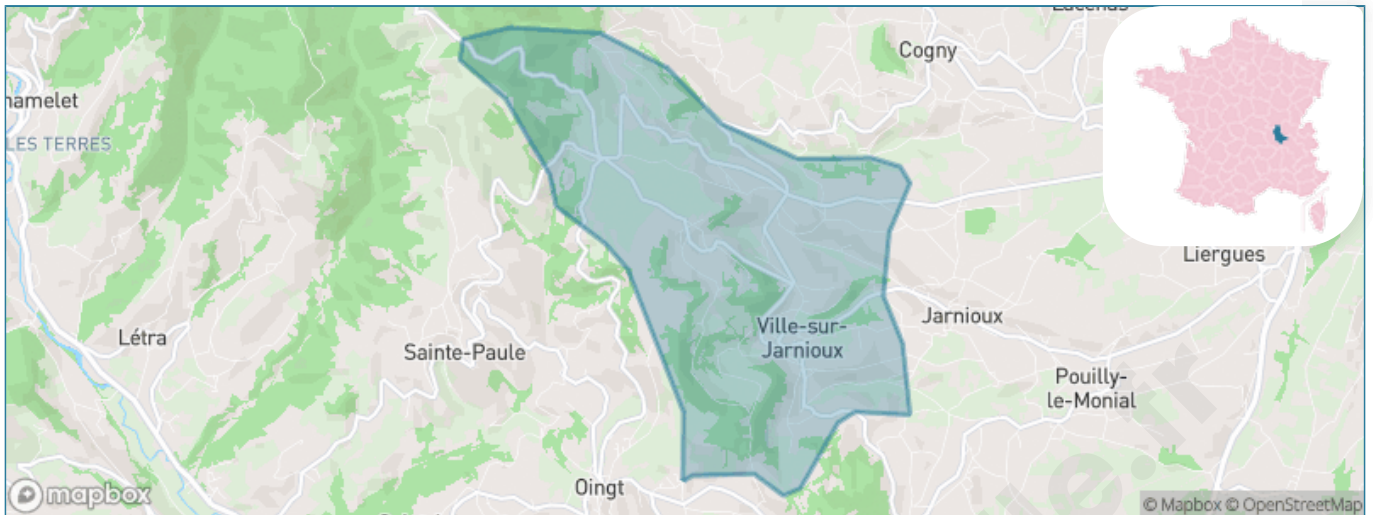 Cogny
hamelet
LES TERRES
Liergues
Jarnioux
Ville-sur-
Jarnioux
Létra
Sainte-Paule
Pouilly-
le-Monial
Oingt
mapbox
© Mapbox © OpenStreetMap